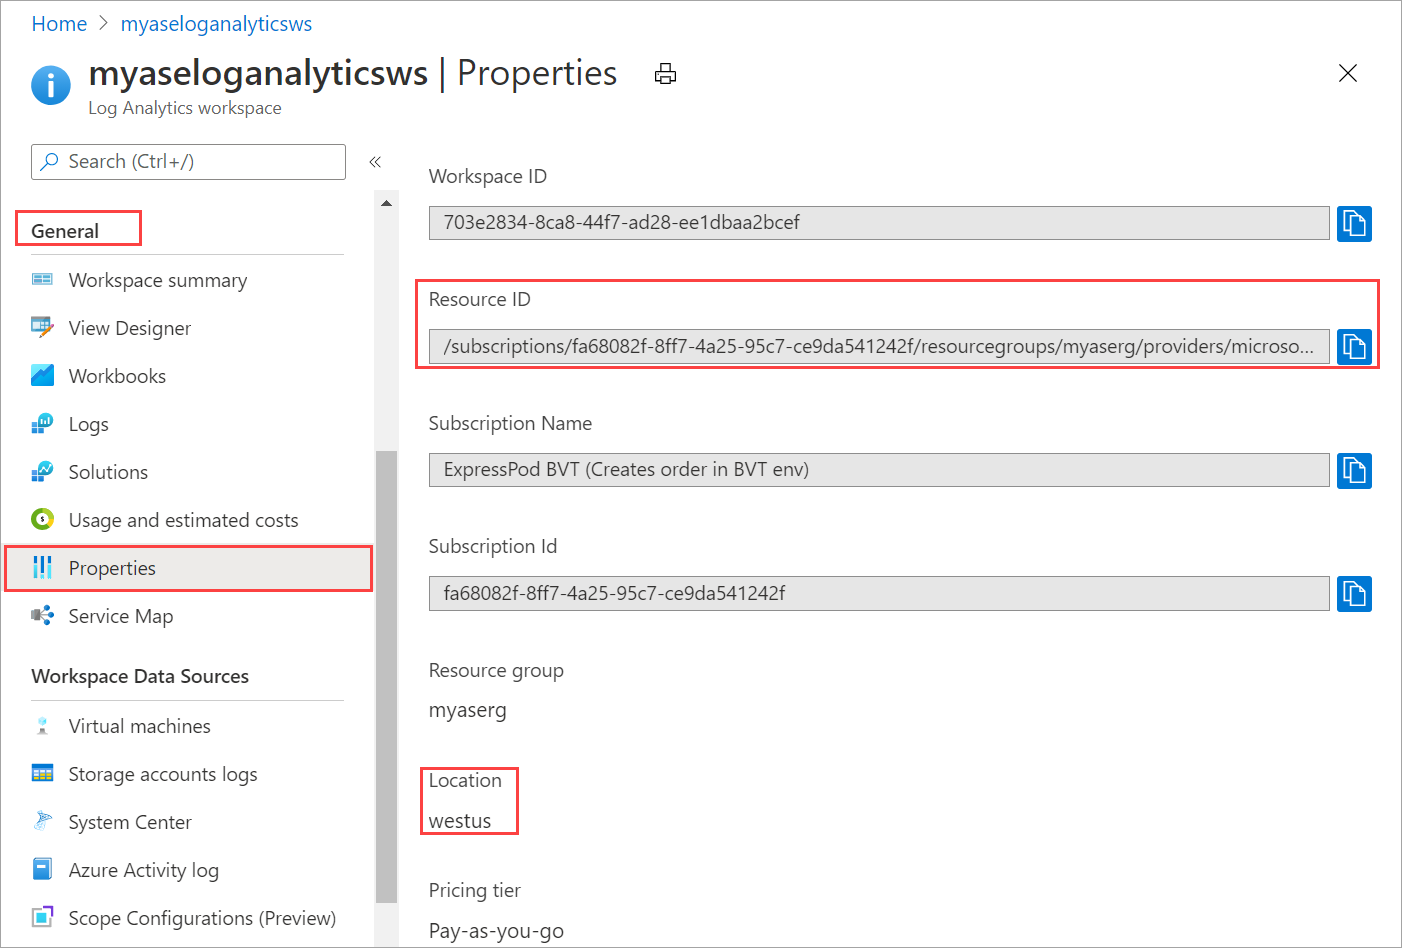 Home > myaseloganalyticsws
myaseloganalyticsws | Properties
Log Analytics workspace
Search (Ctrl+/)
«
General
Workspace summary
View Designer
Workbooks
Logs
Solutions
Usage and estimated costs
Properties
Service Map
Workspace Data Sources
Virtual machines
Storage accounts logs
System Center
Azure Activity log
Scope Configurations (Preview)
Workspace ID
703e2834-8ca8-44f7-ad28-ee1dbaa2bcef
Resource ID
/subscriptions/fa68082f-8ff7-4a25-95c7-ce9da541242f/resourcegroups/myaserg/providers/microso...
Subscription Name
ExpressPod BVT (Creates order in BVT env)
Subscription Id
fa68082f-8ff7-4a25-95c7-ce9da541242f
Resource group
myaserg
Location
westus
Pricing tier
Pay-as-you-go